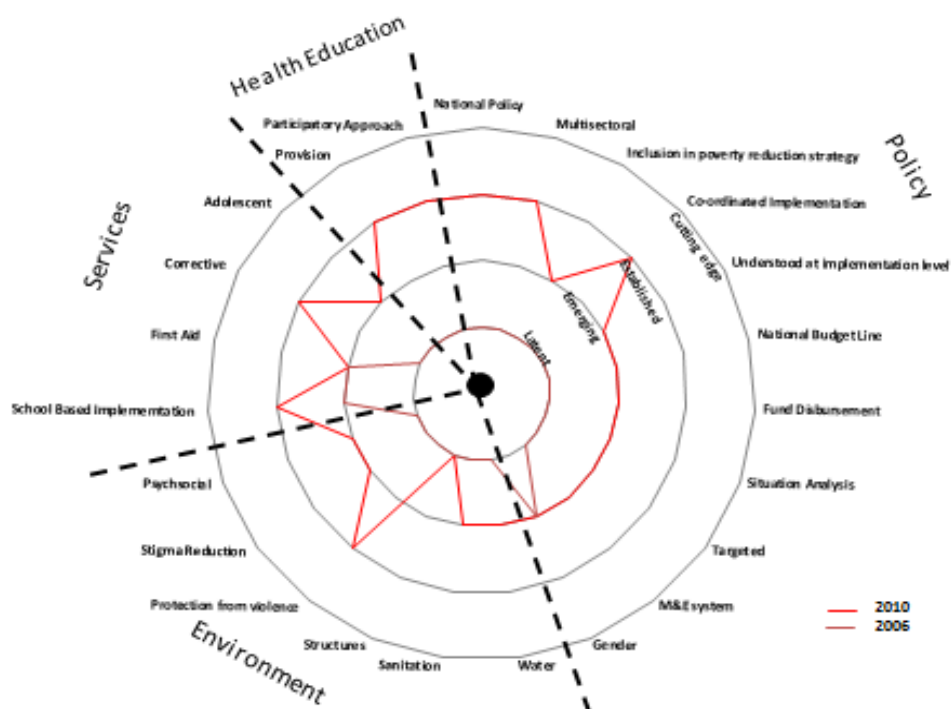 Health Education
National Policy
Participatory Approach
Multisectoral
Provision
Inclusion in poverty reduction strategy
Policy
Adolescent
Co-ordinated Implementation
Services
Cutting edge
Corrective
Understood at implementation level
Established
Emerging
First Aid
Latent
National Budget Line
School Based Implementation
Fund Disbursement
Psychsocial
Situation Analysis
Stigma Reduction
Targeted
Protection from violence
M&E system
2010
2006
Environment
Structures
Gender
Sanitation
Water